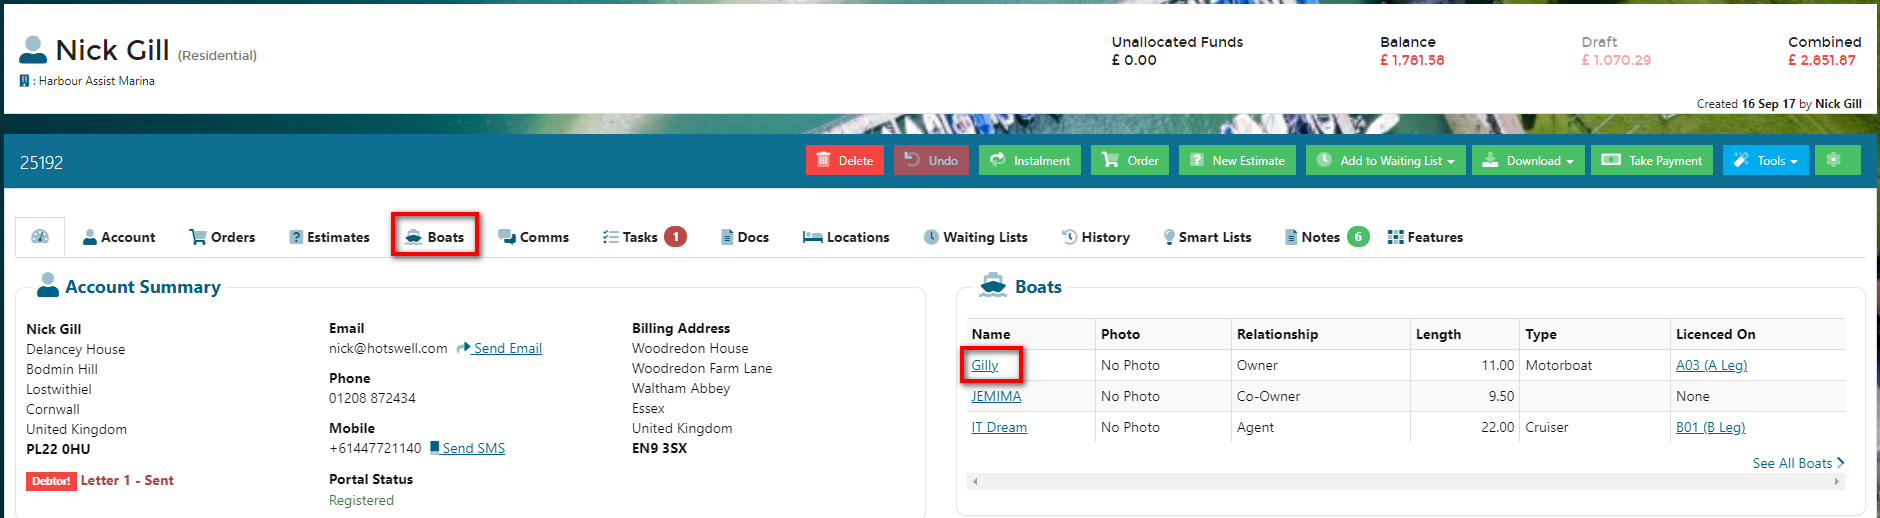 Nick Gill (Residential)
: Harbour Assist Marina
Unallocated Funds
£ 0.00
Balance
£ 1,781.58
Draft
£ 1,070.29
Combined
£ 2,851.87
Created 16 Sep 17 by Nick Gill
25192
Delete
Undo
Instalment
Order
New Estimate
Add to Waiting List
Download
Take Payment
Tools
Account
Orders
Estimates
Boats
Comms
Tasks 1
Docs
Locations
Waiting Lists
History
Smart Lists
Notes 6
Features
Account Summary
Nick Gill
Delancey House
Bodmin Hill
Lostwithiel
Cornwall
United Kingdom
PL22 0HU
Debtor! Letter 1 - Sent
Email
nick@hotswell.com Send Email
Phone
01208 872434
Mobile
+61447721140 Send SMS
Portal Status
Registered
Billing Address
Woodredon House
Woodredon Farm Lane
Waltham Abbey
Essex
United Kingdom
EN9 3SX
Boats
Name Photo Relationship Length Type Licenced On
Gilly No Photo Owner 11.00 Motorboat A03 (A Leg)
JEMIMA No Photo Co-Owner 9.50 None
IT Dream No Photo Agent 22.00 Cruiser B01 (B Leg)
See All Boats